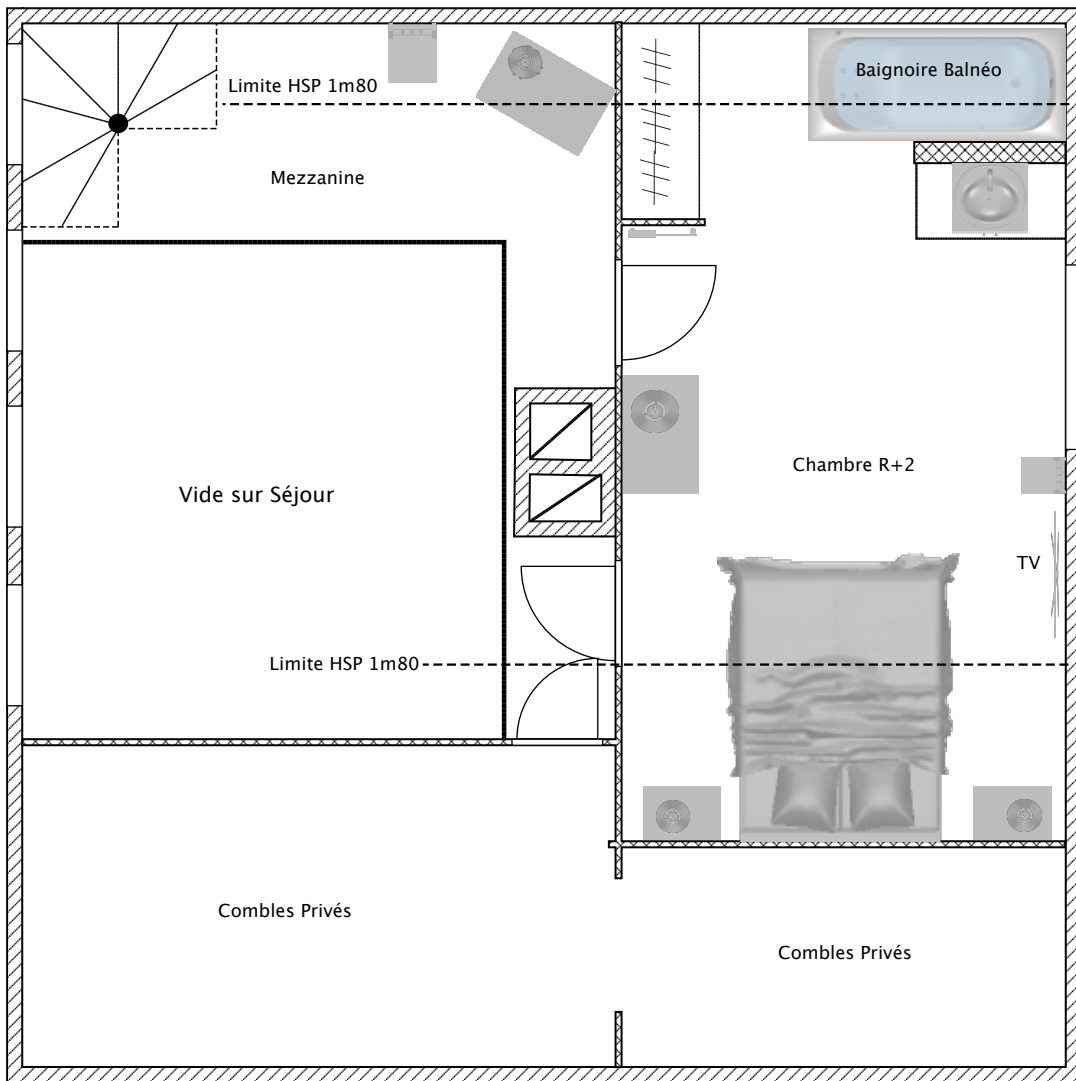 Baignoire Balnéo
Limite HSP 1m80
Mezzanine
Chambre R+2
Vide sur Séjour
TV
Limite HSP 1m80
Combles Privés
Combles Privés